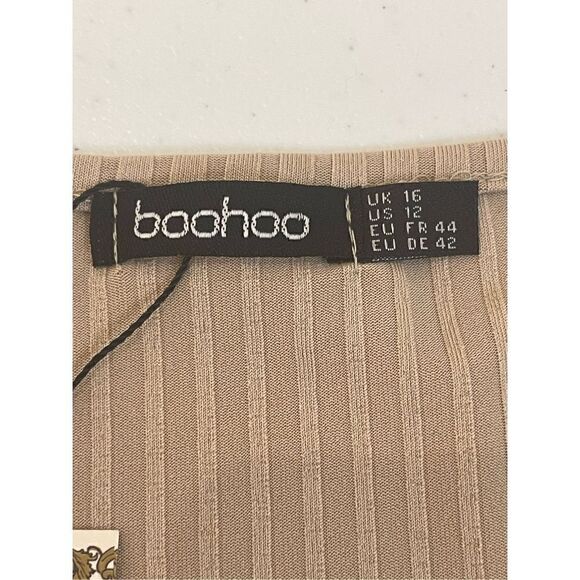 boohoo
UK 16
US 12
EU FR 44
EU DE 42